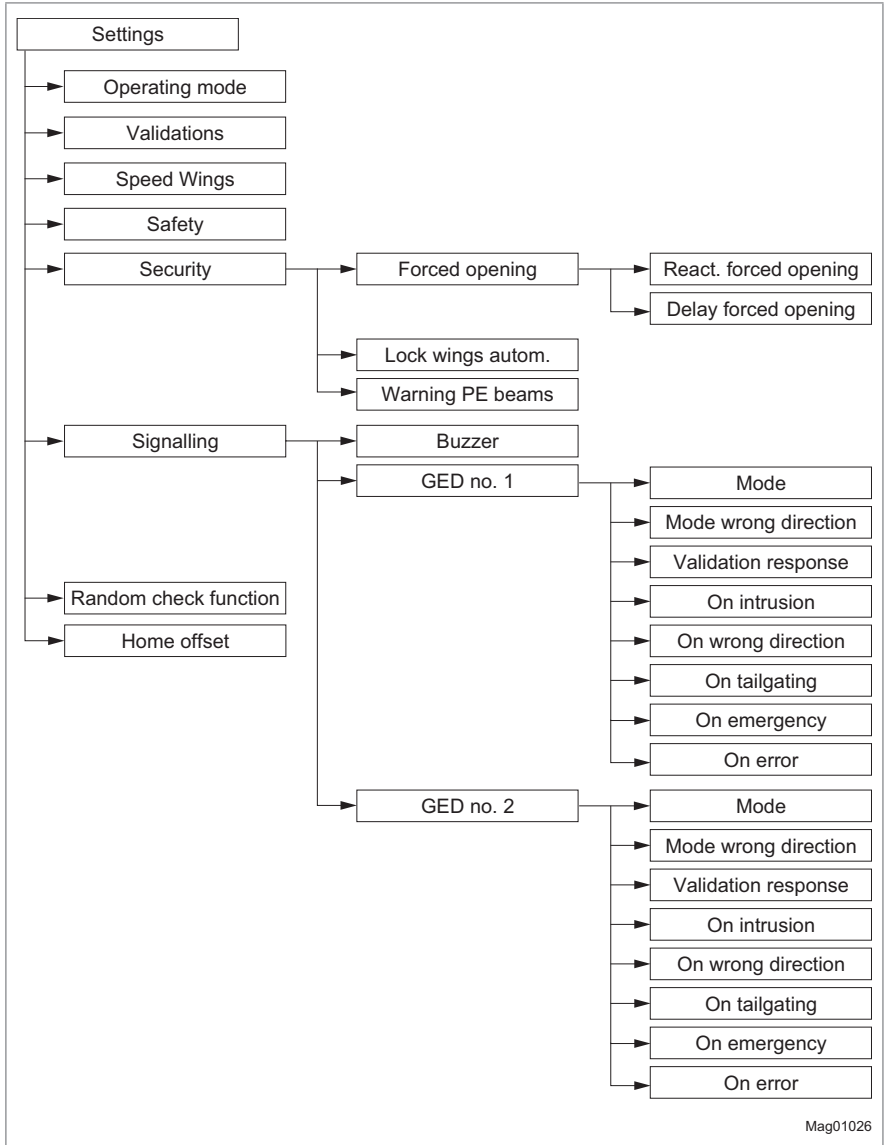 Settings
Operating mode
Validations
Speed Wings
Safety
Security
Forced opening
React. forced opening
Delay forced opening
Lock wings autom.
Warning PE beams
Signalling
Buzzer
GED no. 1
Mode
Mode wrong direction
Validation response
On intrusion
On wrong direction
On tailgating
On emergency
On error
GED no. 2
Mode
Mode wrong direction
Validation response
On intrusion
On wrong direction
On tailgating
On emergency
On error
Random check function
Home offset
Mag01026